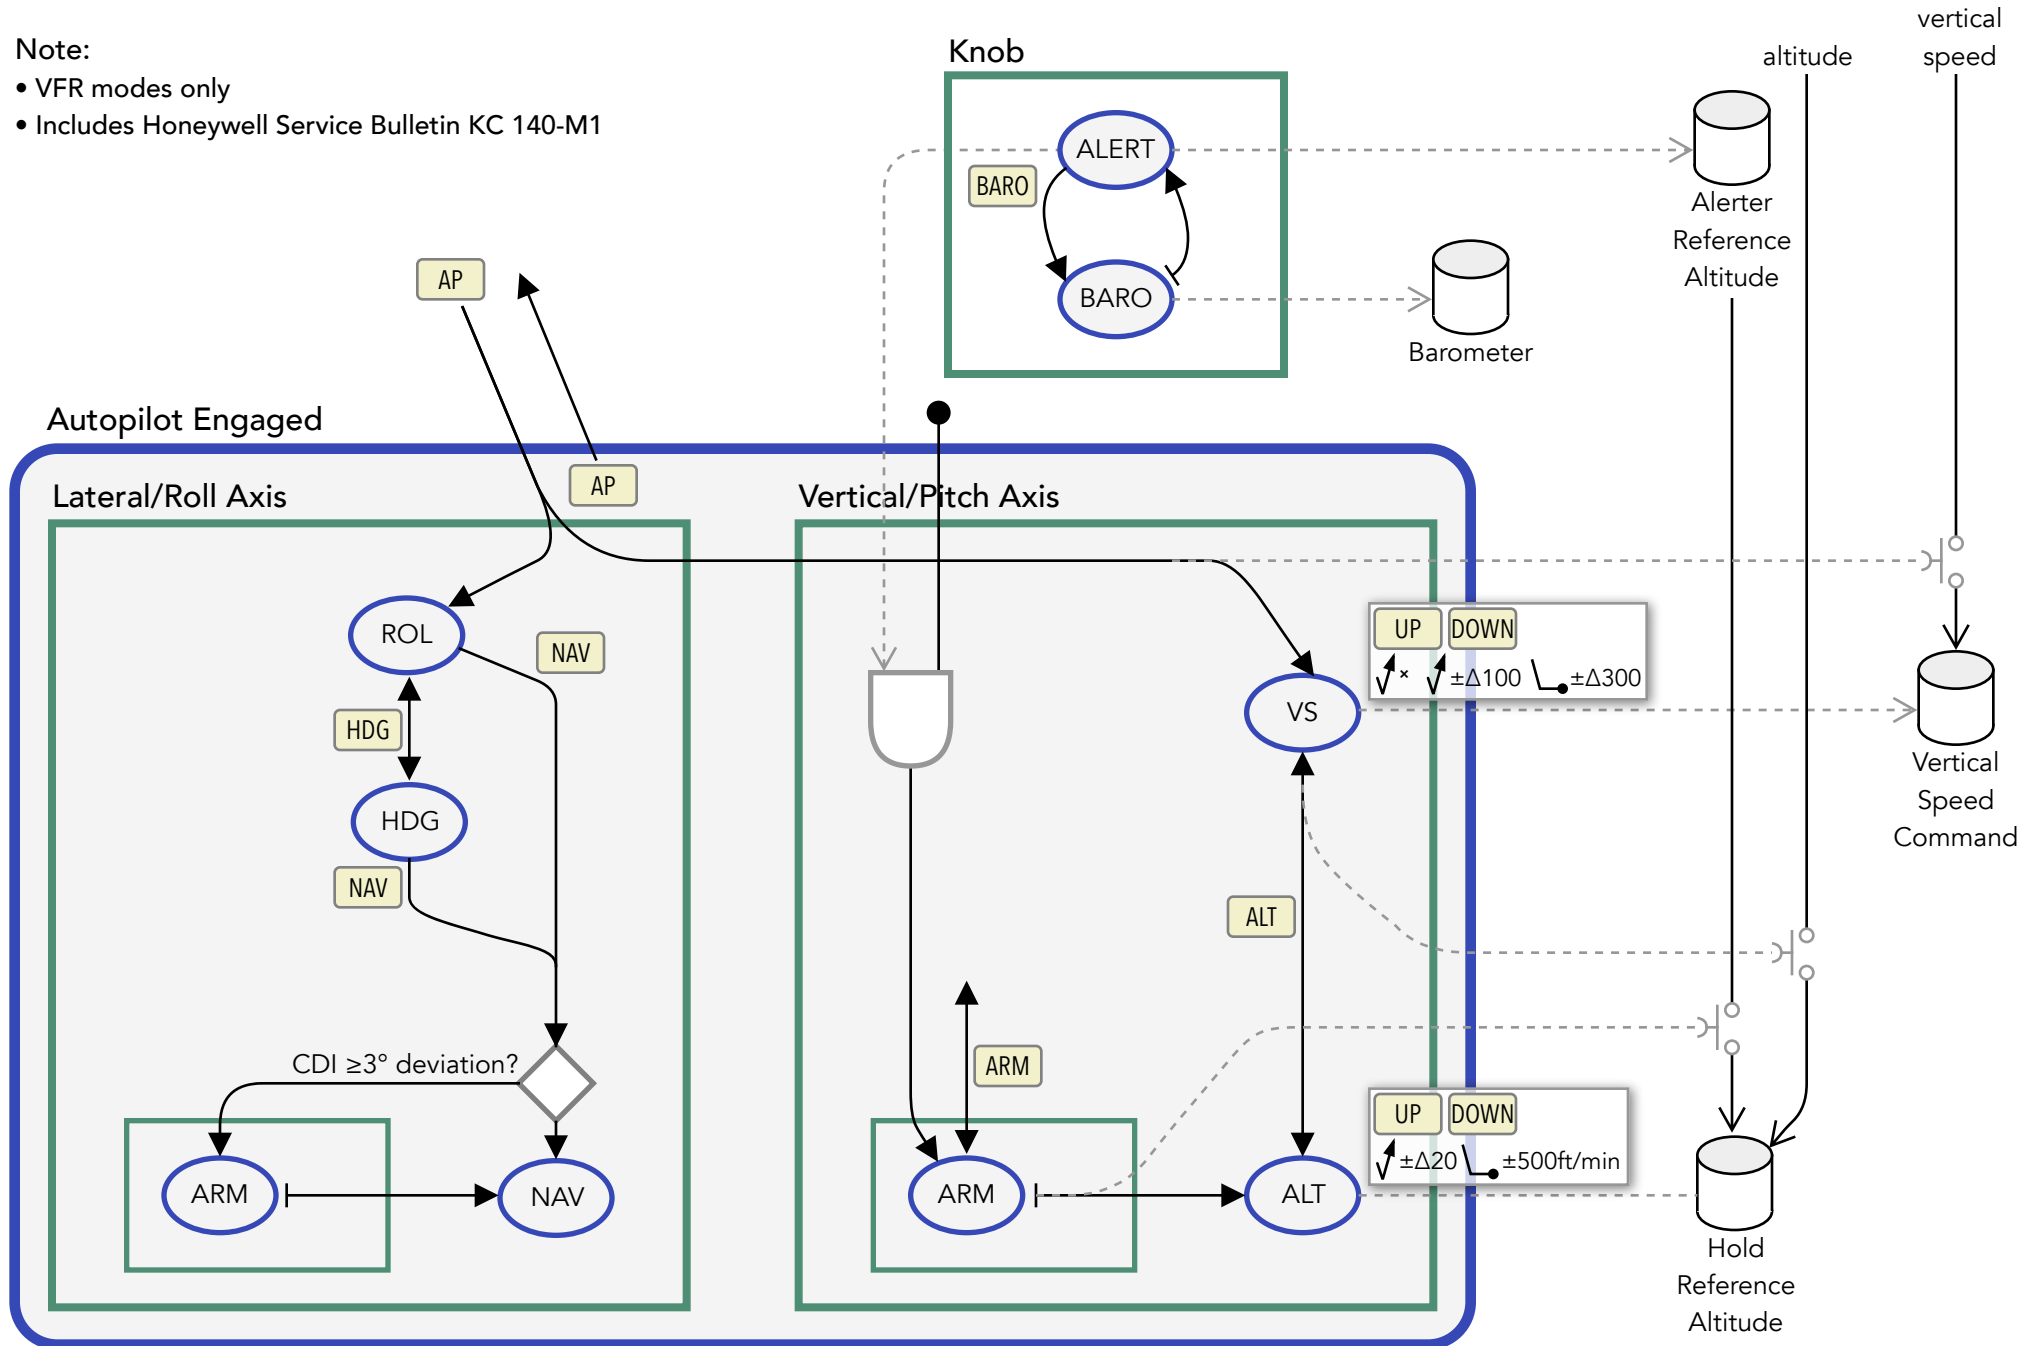 Note:
• VFR modes only
• Includes Honeywell Service Bulletin KC 140-M1
Knob
ALERT
BARO
BARO
altitude
vertical
speed
Alerter
Reference
Altitude
Barometer
AP
AP
Autopilot Engaged
Lateral/Roll Axis
ROL
NAV
HDG
HDG
NAV
CDI ≥3° deviation?
ARM
NAV
Vertical/Pitch Axis
VS
UP DOWN
× ±Δ100 ±Δ300
ALT
ARM
ARM
ALT
UP DOWN
±Δ20 ±500ft/min
Vertical
Speed
Command
Hold
Reference
Altitude